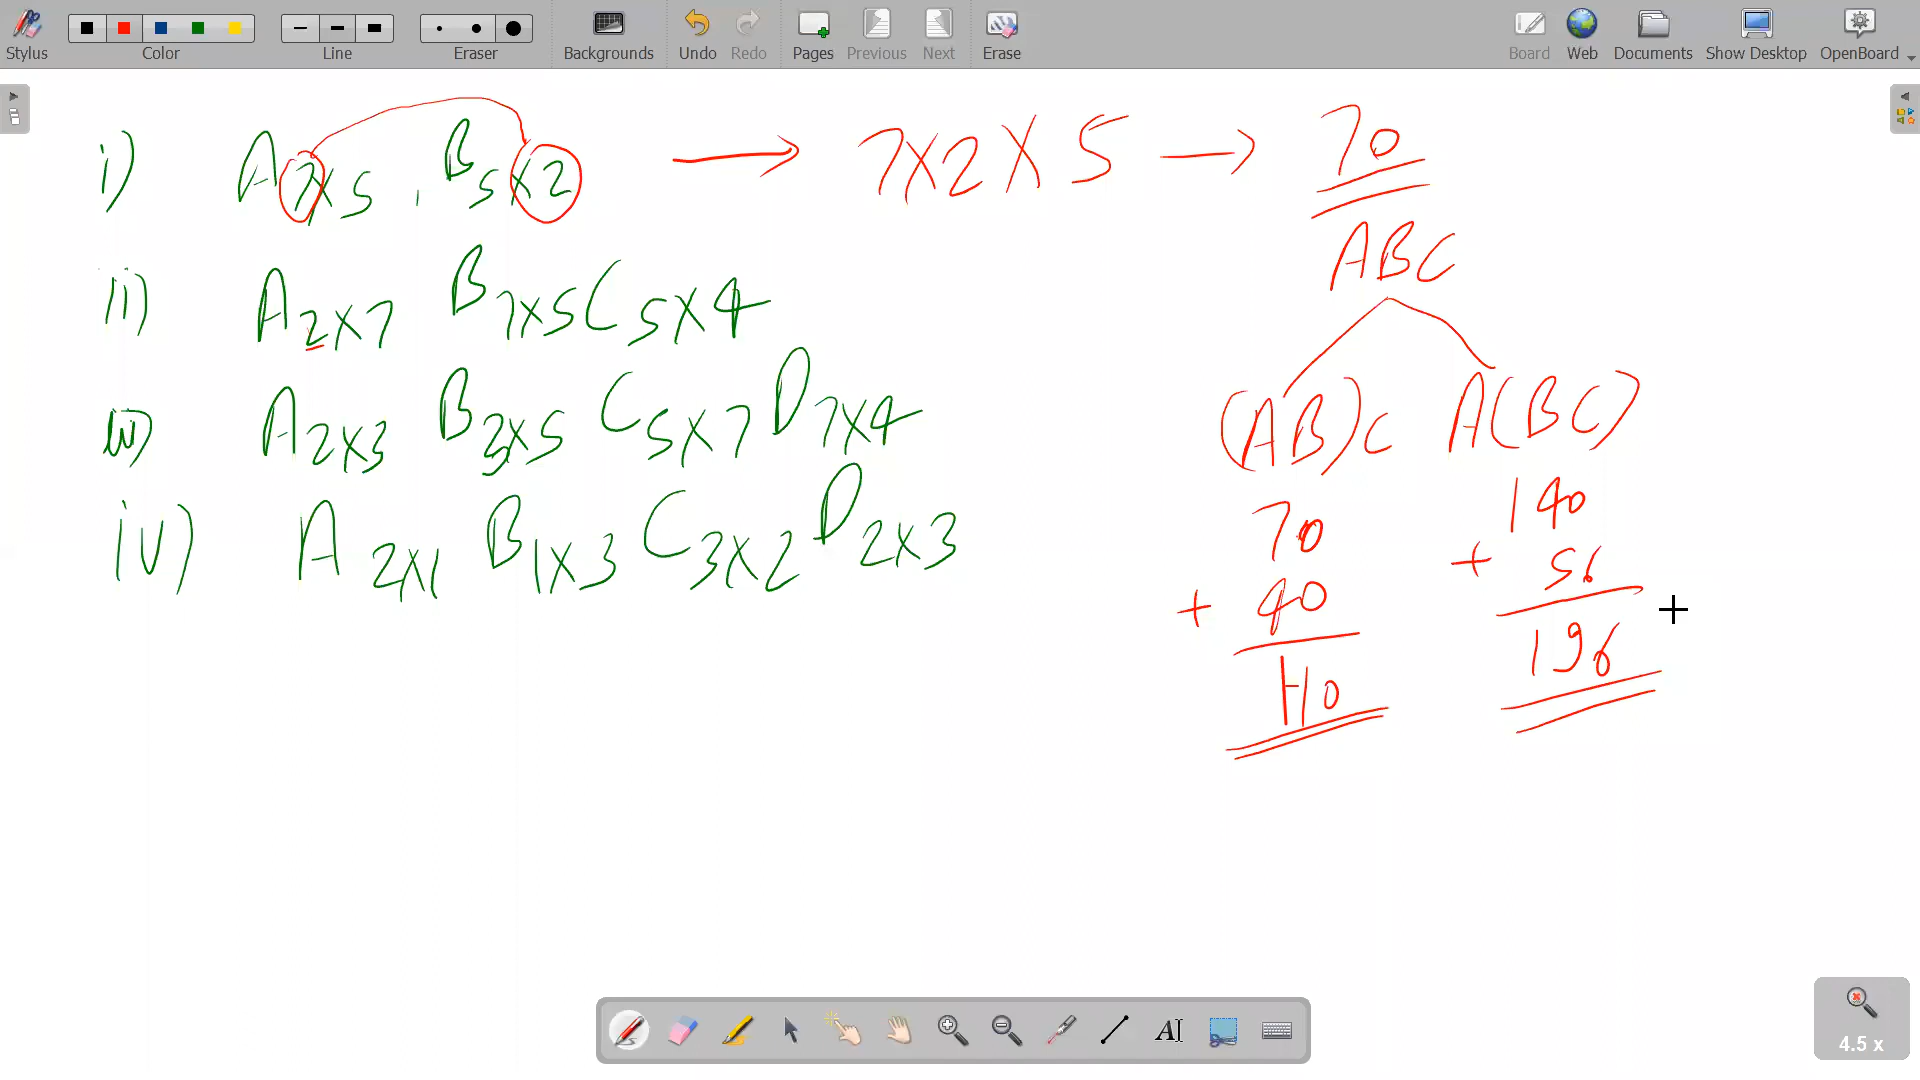 Stylus Color Line Eraser Backgrounds Undo Redo Pages Previous Next Erase Board Web Documents Show Desktop OpenBoard
i) A7x5 , B5x2 → 7x2x5 → 70
ABC
ii) A2x7 B7x5 C5x4
(AB)C A(BC)
iii) A2x3 B3x5 C5x7 D7x4
70
+ 40
110
140
+ 56
196
iv) A2x1 B1x3 C3x2 D2x3
4.5 x